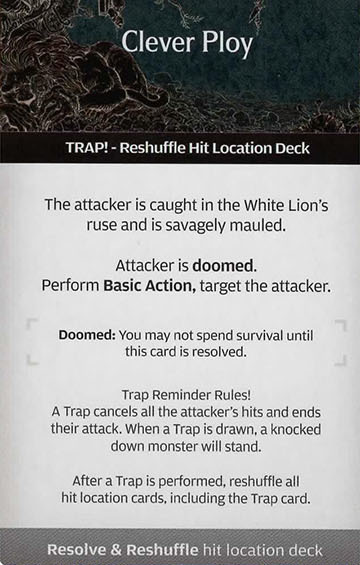 Clever Ploy
TRAP! - Reshuffle Hit Location Deck
The attacker is caught in the White Lion's
ruse and is savagely mauled.
Attacker is doomed.
Perform Basic Action, target the attacker.
Doomed: You may not spend survival until
this card is resolved.
Trap Reminder Rules!
A Trap cancels all the attacker's hits and ends
their attack. When a Trap is drawn, a knocked
down monster will stand.
After a Trap is performed, reshuffle all
hit location cards, including the Trap card.
Resolve & Reshuffle hit location deck